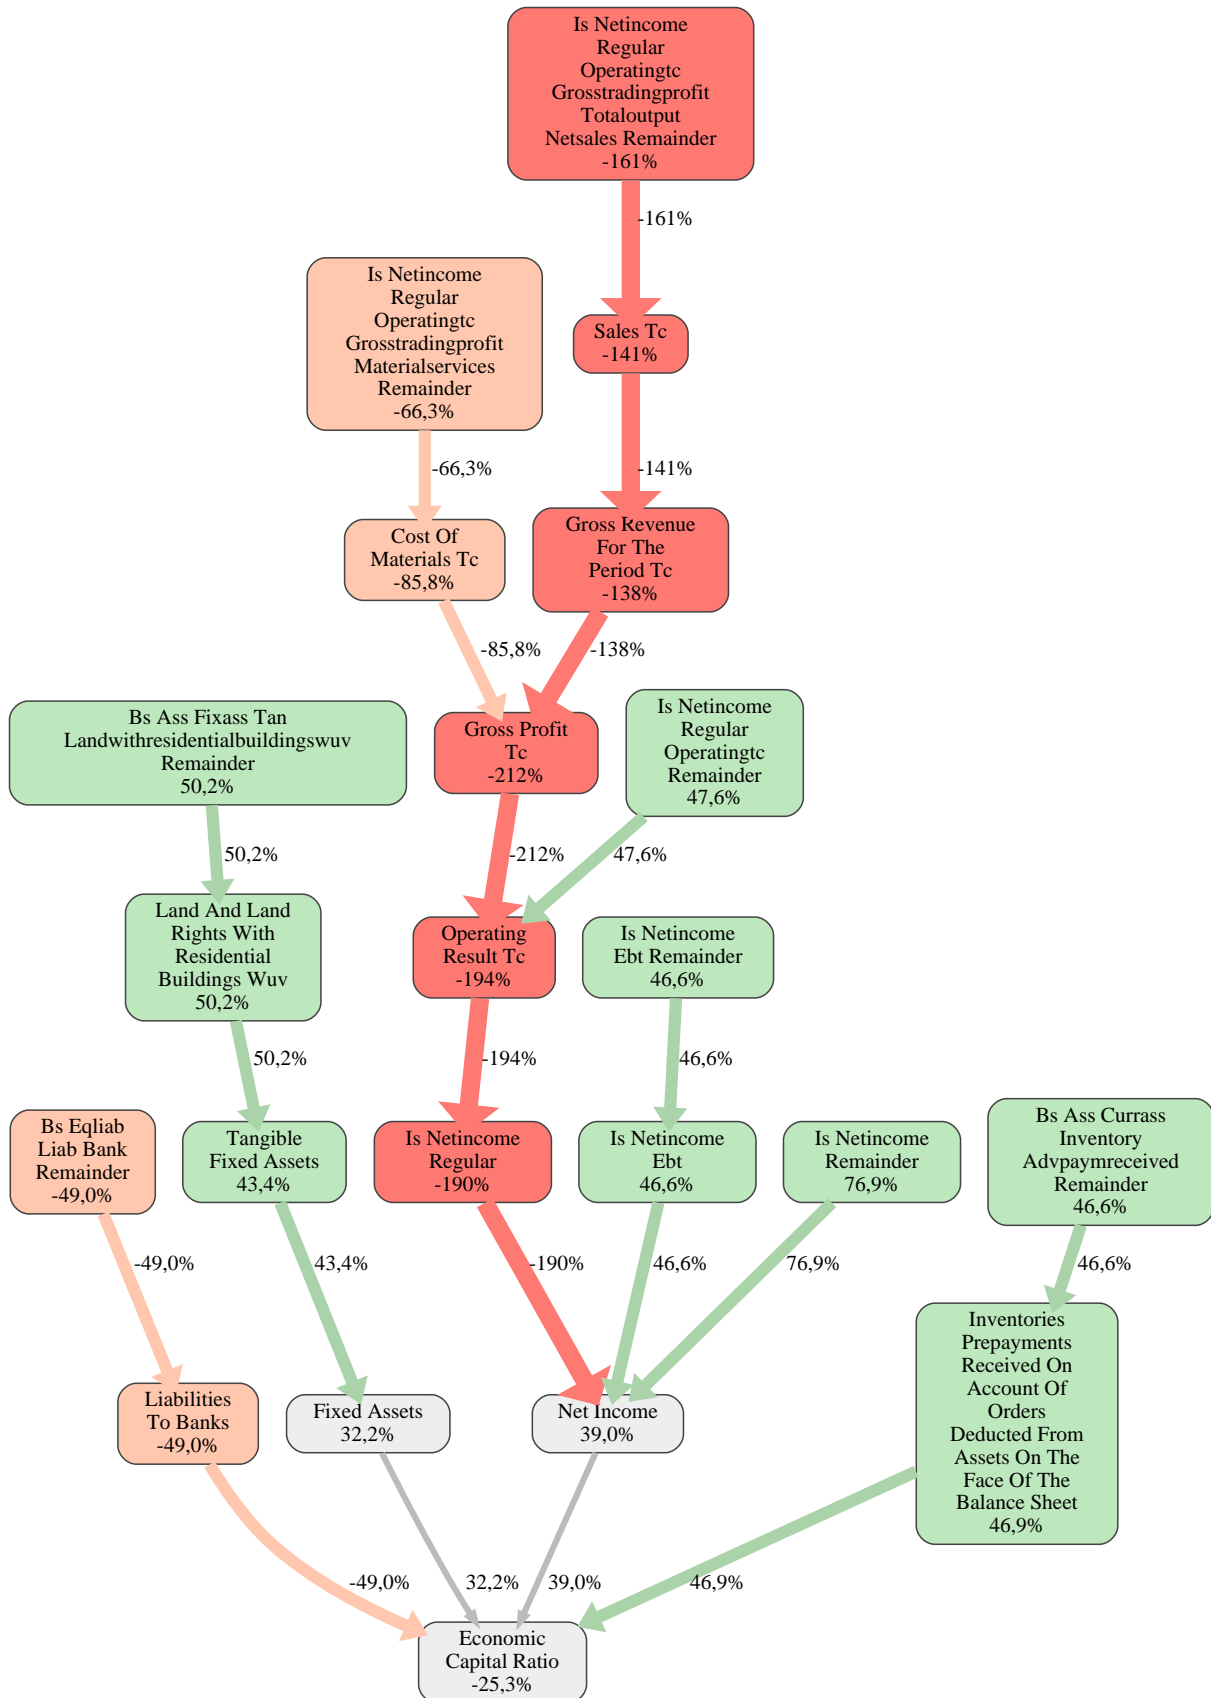 Is Netincome
Regular
Operatingtc
Grosstradingprofit
Totaloutput
Netsales Remainder
-161%
-161%
Is Netincome
Regular
Operatingtc
Grosstradingprofit
Materialservices
Remainder
-66,3%
Sales Tc
-141%
-66,3%
-141%
Cost Of
Materials Tc
-85,8%
Gross Revenue
For The
Period Tc
-138%
-85,8%
-138%
Bs Ass Fixass Tan
Landwithresidentialbuildingswuv
Remainder
50,2%
Gross Profit
Tc
-212%
Is Netincome
Regular
Operatingtc
Remainder
47,6%
50,2%
-212%
47,6%
Land And Land
Rights With
Residential
Buildings Wuv
50,2%
Operating
Result Tc
-194%
Is Netincome
Ebt Remainder
46,6%
50,2%
-194%
46,6%
Bs Eqliab
Liab Bank
Remainder
-49,0%
Tangible
Fixed Assets
43,4%
Is Netincome
Regular
-190%
Is Netincome
Ebt
46,6%
Is Netincome
Remainder
76,9%
Bs Ass Currass
Inventory
Advpaymreceived
Remainder
46,6%
-49,0%
43,4%
-190%
46,6%
76,9%
46,6%
Liabilities
To Banks
-49,0%
Fixed Assets
32,2%
Net Income
39,0%
Inventories
Prepayments
Received On
Account Of
Orders
Deducted From
Assets On The
Face Of The
Balance Sheet
46,9%
-49,0%
32,2%
39,0%
46,9%
Economic
Capital Ratio
-25,3%